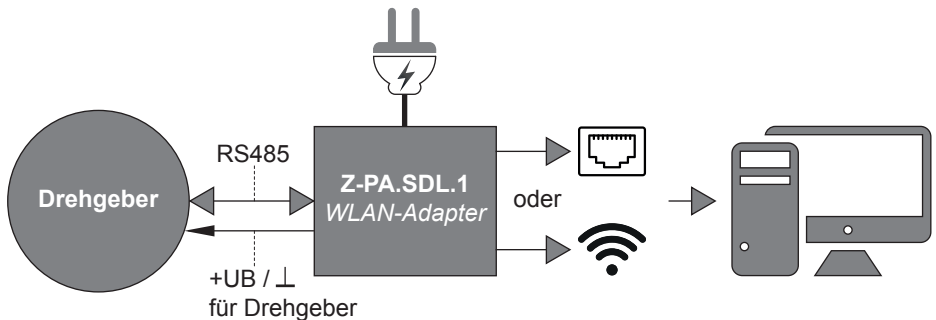 RS485
Drehgeber
Z-PA.SDL.1
WLAN-Adapter
oder
+UB / ⊥
für Drehgeber